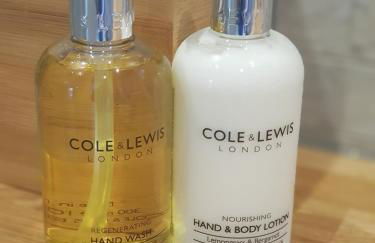 COLE & LEWIS
LONDON
REGENERATING
HAND WASH
COLE & LEWIS
LONDON
NOURISHING
HAND & BODY LOTION
Lemongrass & Bergamot